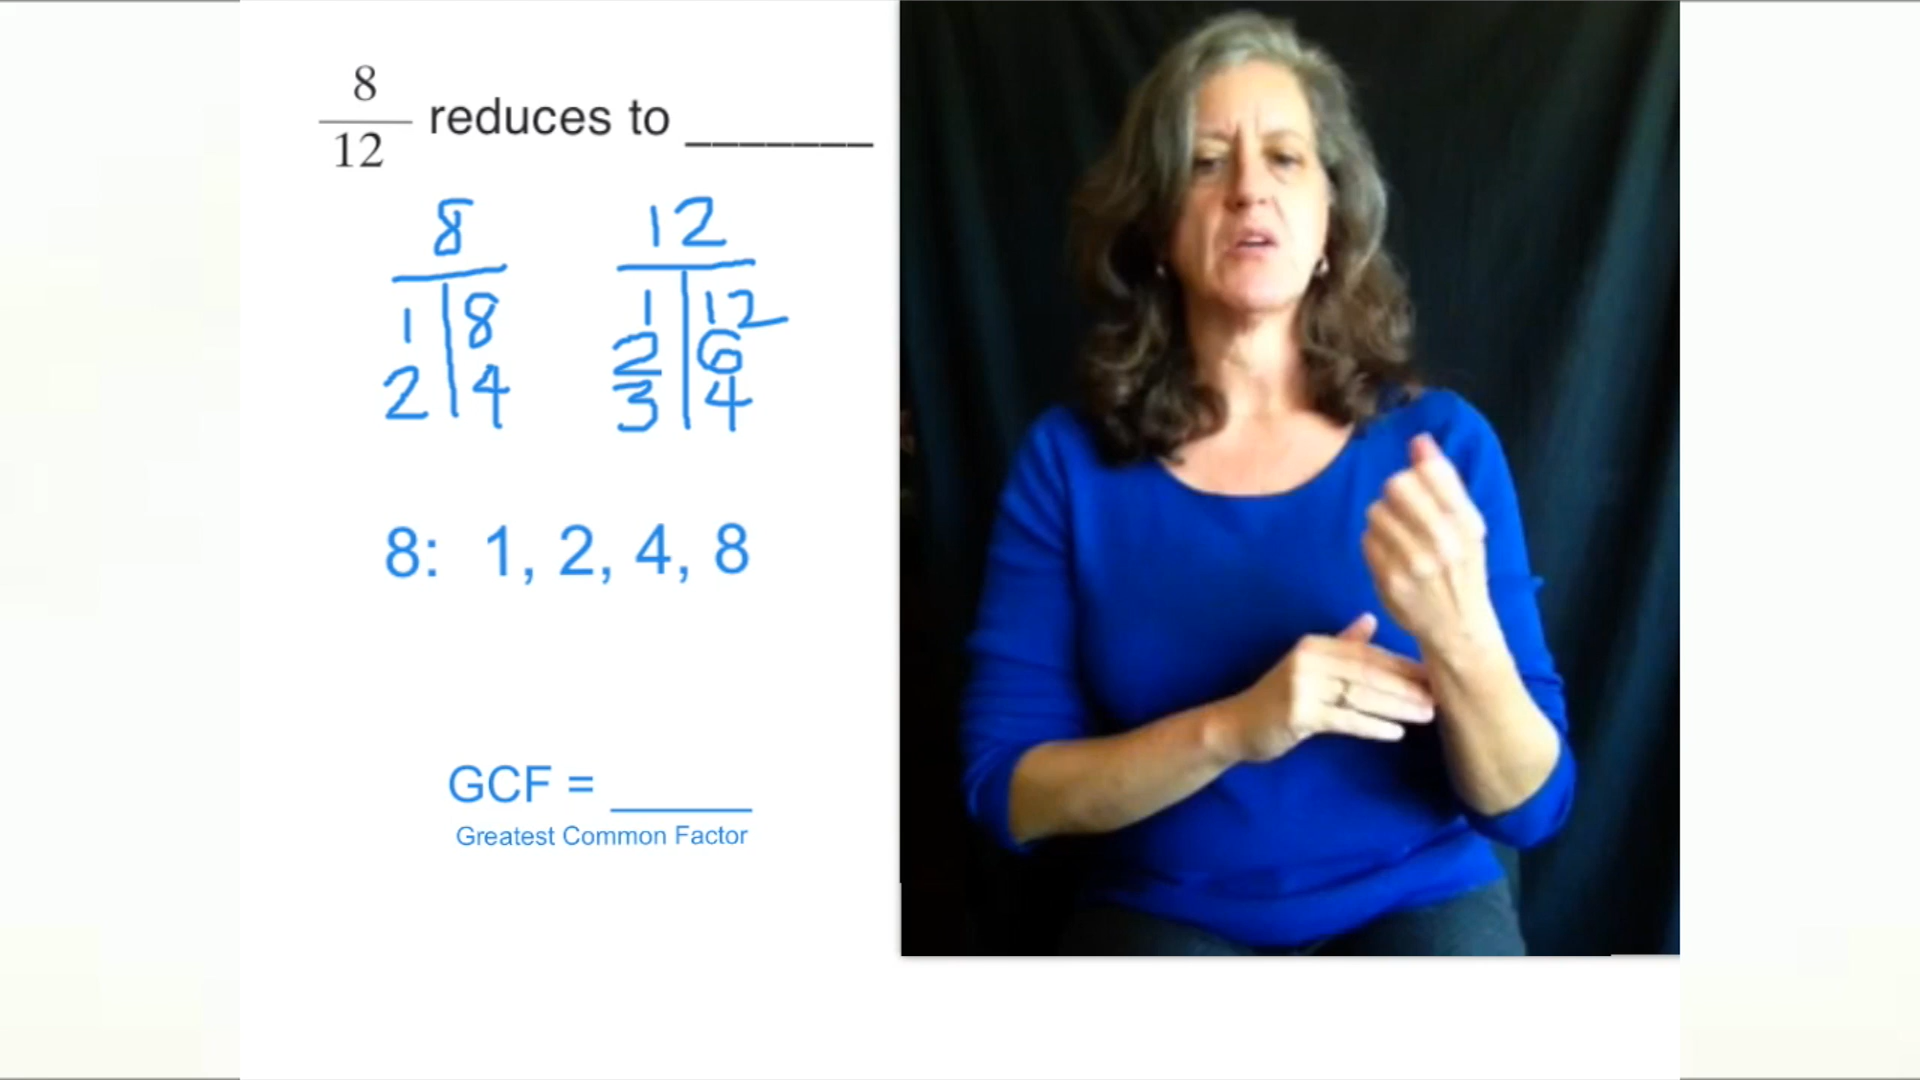 8
12
reduces to _______
8 12
1 8 1 12
2 4 2 6
3 4
8: 1, 2, 4, 8
GCF = _____
Greatest Common Factor